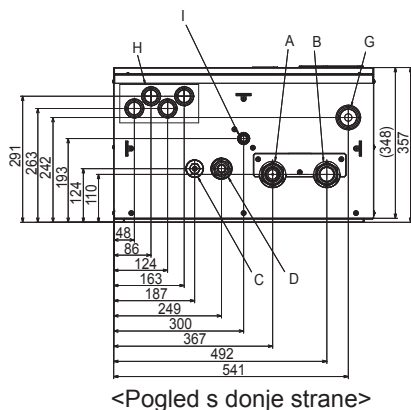 I
H
A
B
G
291
263
242
193
124
110
(348)
357
48
86
124
163
187
249
300
367
492
541
C
D
<Pogled s donje strane>